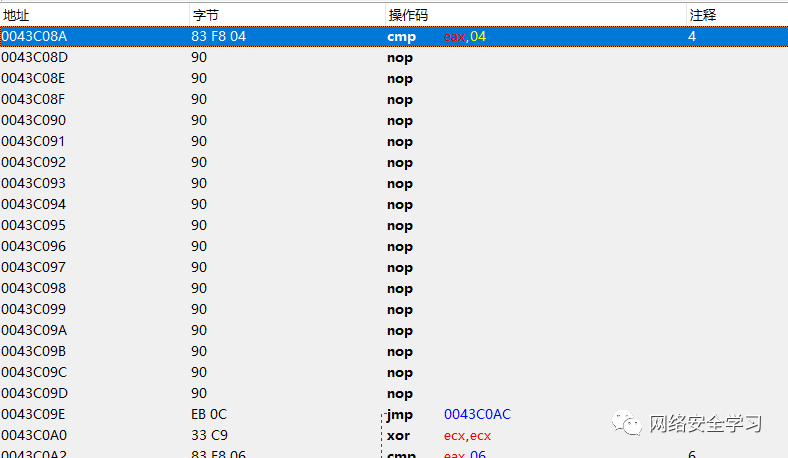 地址 字节 操作码 注释
0043C08A 83 F8 04 cmp eax,04 4
0043C08D 90 nop
0043C08E 90 nop
0043C08F 90 nop
0043C090 90 nop
0043C091 90 nop
0043C092 90 nop
0043C093 90 nop
0043C094 90 nop
0043C095 90 nop
0043C096 90 nop
0043C097 90 nop
0043C098 90 nop
0043C099 90 nop
0043C09A 90 nop
0043C09B 90 nop
0043C09C 90 nop
0043C09D 90 nop
0043C09E EB 0C jmp 0043C0AC
0043C0A0 33 C9 xor ecx,ecx
0043C0A2 83 F8 06 cmp eax,06 6
网络安全学习